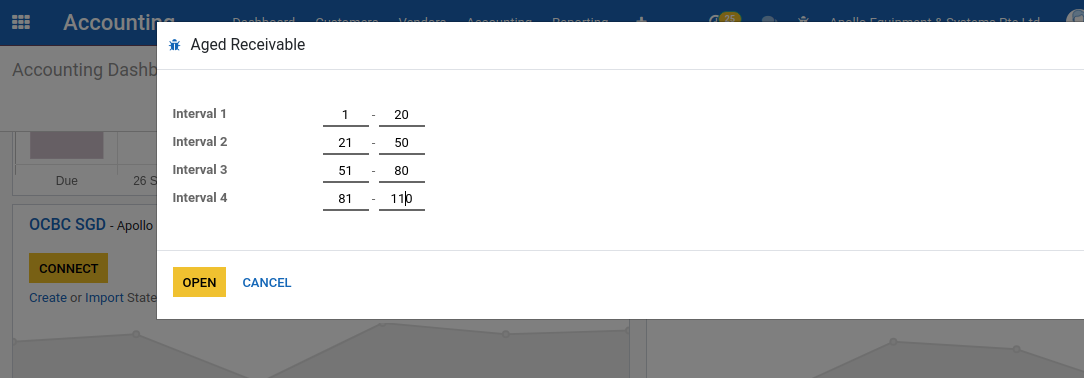 Accounting Dashboard Customers Vendors Accounting Reporting 25 Apollo Equipment & Systems Pte Ltd
Aged Receivable
Accounting Dashb
Interval 1 1 - 20
Interval 2 21 - 50
Interval 3 51 - 80
Interval 4 81 - 110
Due 26 S
OCBC SGD - Apollo
CONNECT
OPEN CANCEL
Create or Import State